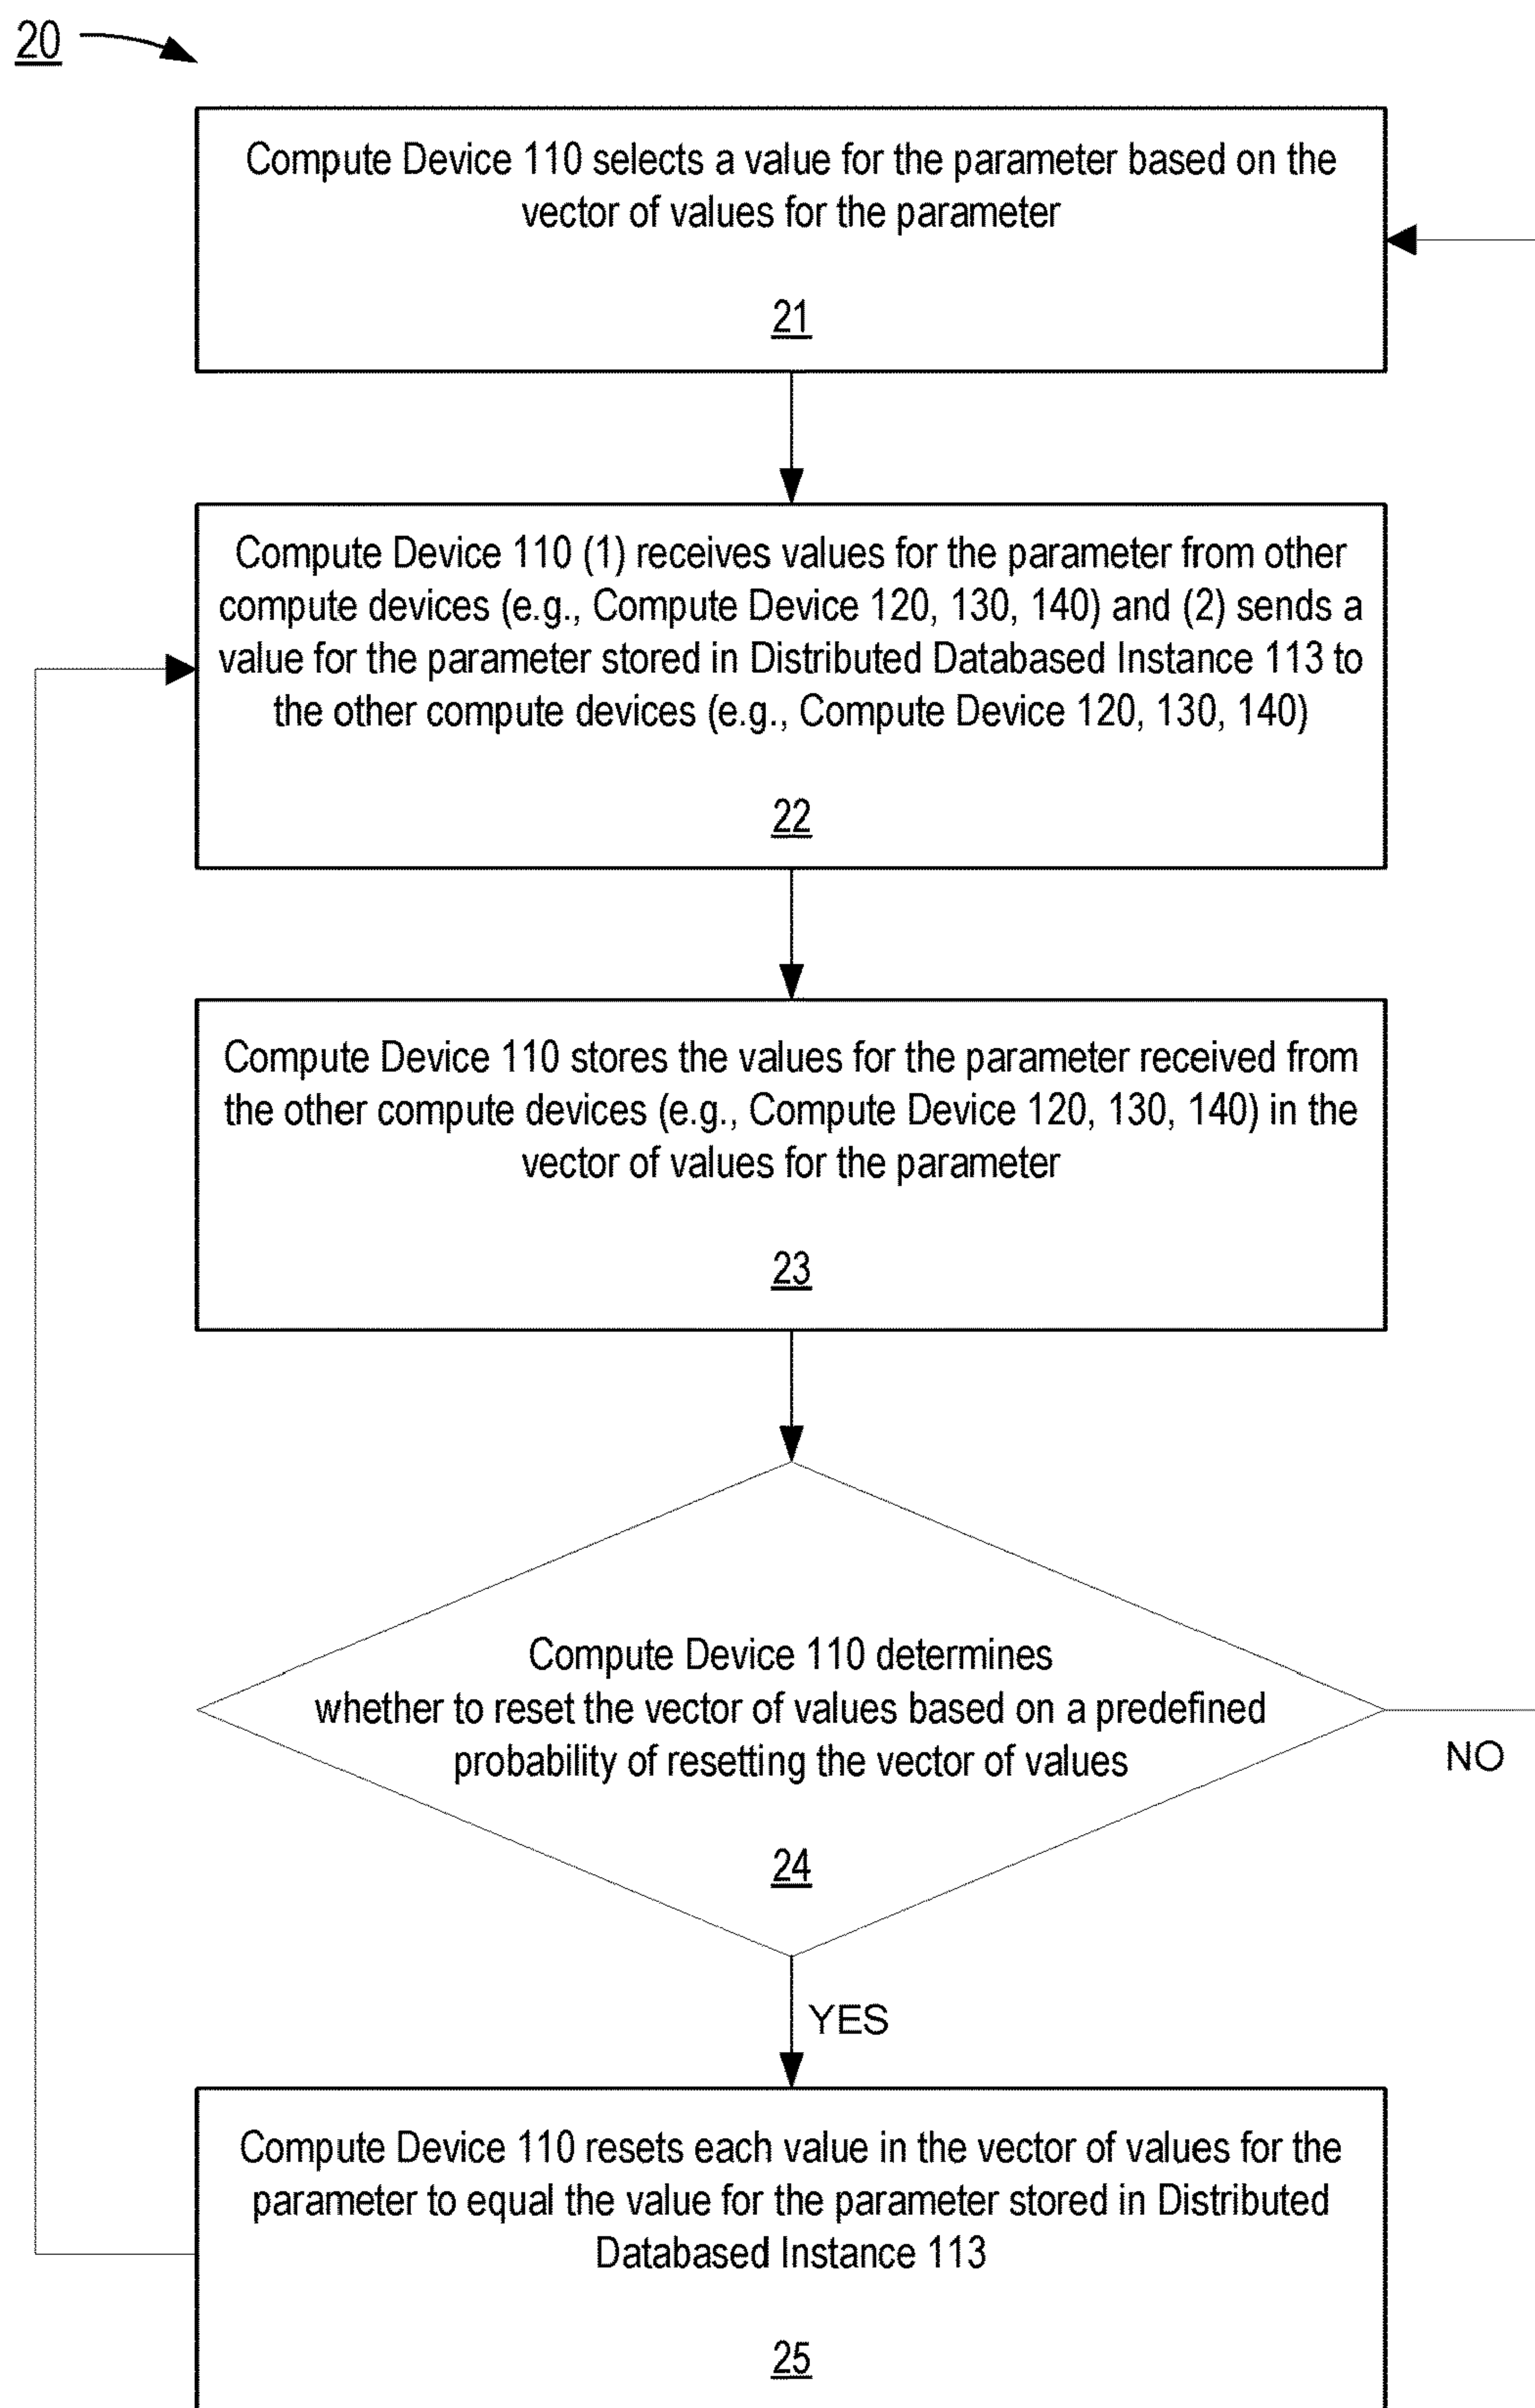 20
Compute Device 110 selects a value for the parameter based on the
vector of values for the parameter
21
Compute Device 110 (1) receives values for the parameter from other
compute devices (e.g., Compute Device 120, 130, 140) and (2) sends a
value for the parameter stored in Distributed Databased Instance 113 to
the other compute devices (e.g., Compute Device 120, 130, 140)
22
Compute Device 110 stores the values for the parameter received from
the other compute devices (e.g., Compute Device 120, 130, 140) in the
vector of values for the parameter
23
Compute Device 110 determines
whether to reset the vector of values based on a predefined
probability of resetting the vector of values
24
NO
YES
Compute Device 110 resets each value in the vector of values for the
parameter to equal the value for the parameter stored in Distributed
Databased Instance 113
25